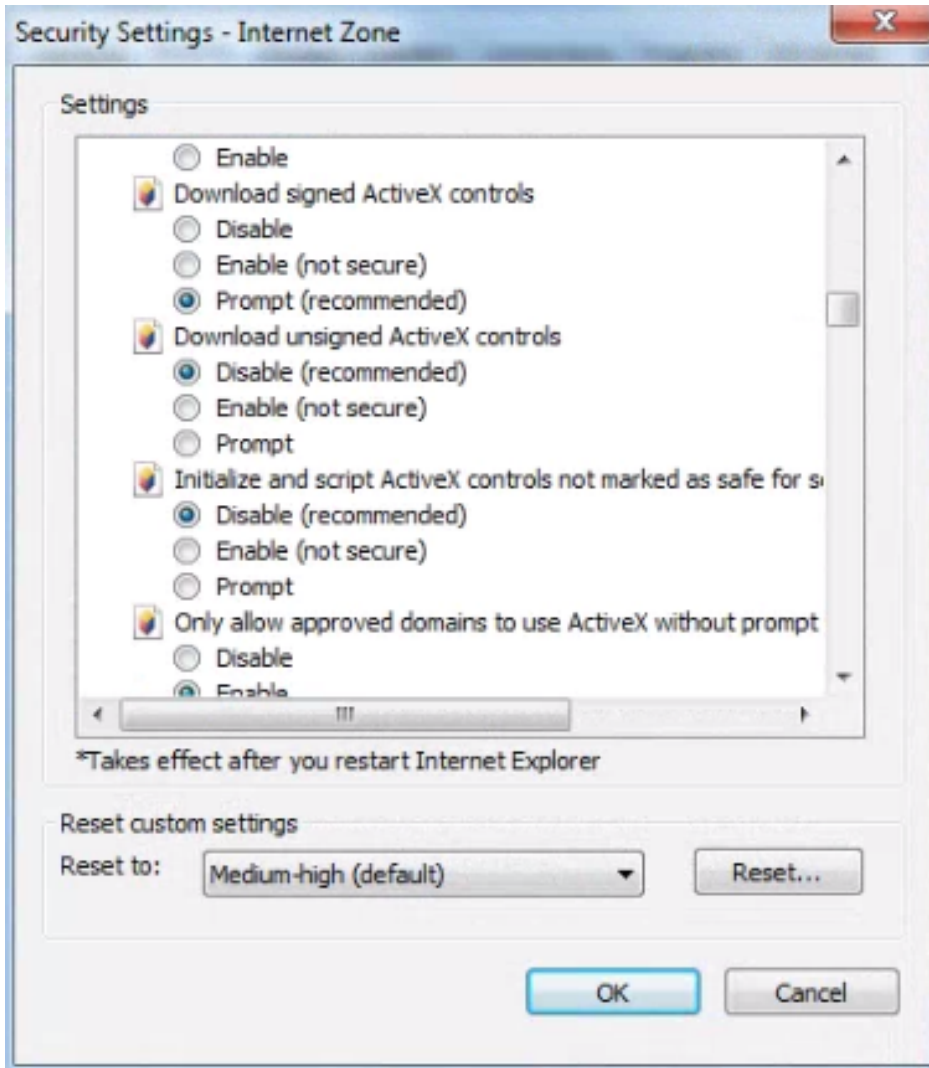 Security Settings - Internet Zone
Settings
Enable
Download signed ActiveX controls
Disable
Enable (not secure)
Prompt (recommended)
Download unsigned ActiveX controls
Disable (recommended)
Enable (not secure)
Prompt
Initialize and script ActiveX controls not marked as safe for
Disable (recommended)
Enable (not secure)
Prompt
Only allow approved domains to use ActiveX without prompt
Disable
Enable
*Takes effect after you restart Internet Explorer
Reset custom settings
Reset to:
Medium-high (default)
Reset...
OK
Cancel